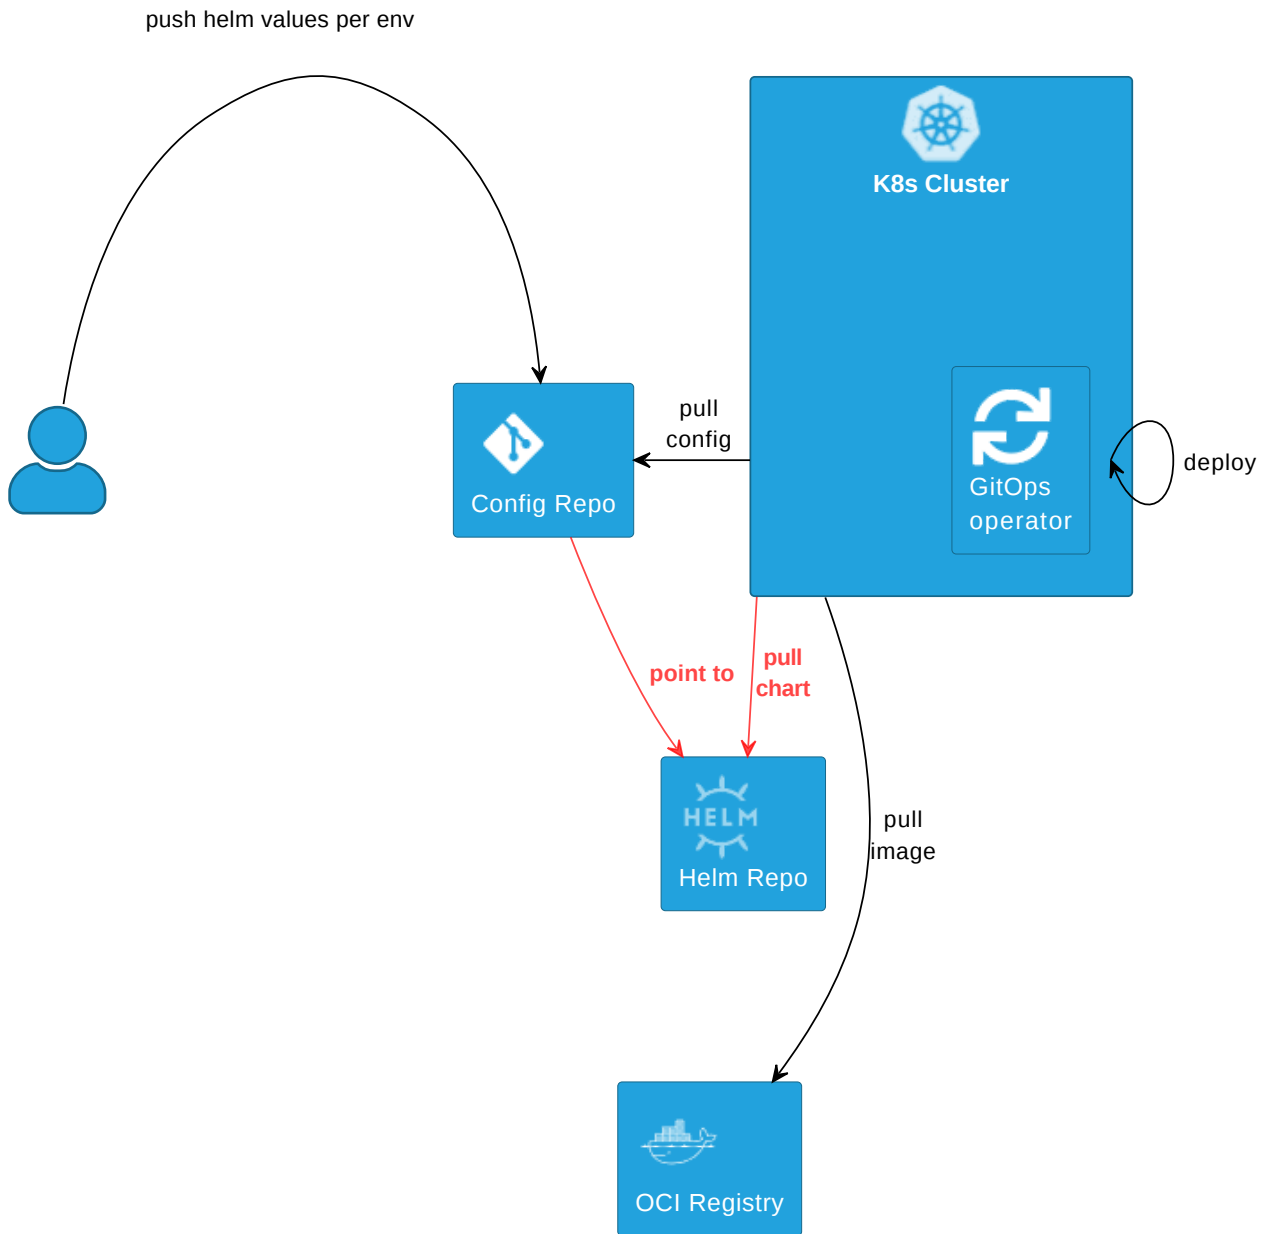 push helm values per env
K8s Cluster
pull
config
Config Repo
GitOps
operator
deploy
point to
pull
chart
HELM
Helm Repo
pull
image
OCI Registry